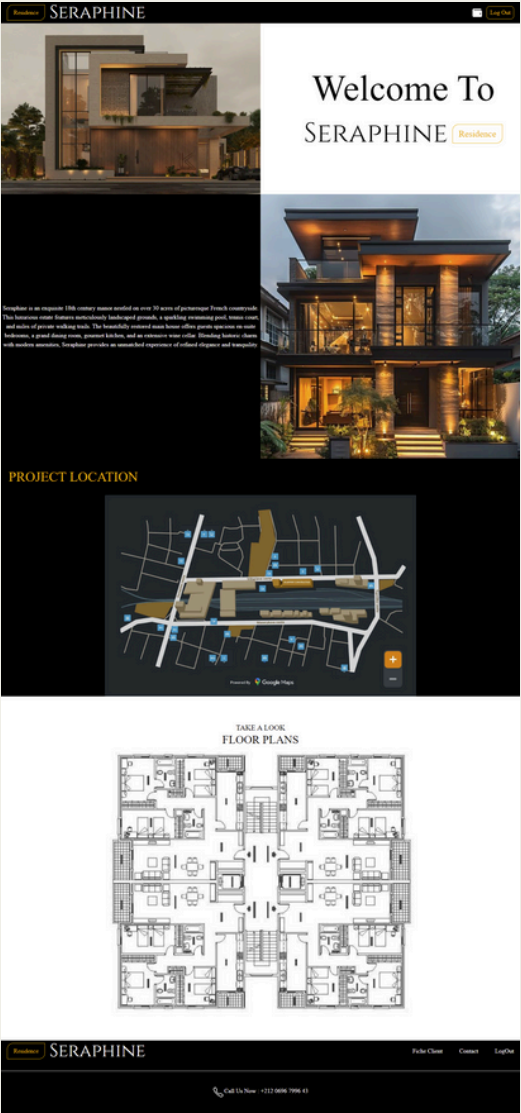 Residence SERAPHINE Log Out
Welcome To
SERAPHINE Residence
Seraphine is an exquisite 18th century manor nestled on over 30 acres of picturesque French countryside.
This luxurious estate features meticulously landscaped grounds, a sparkling swimming pool, tennis court,
and miles of private walking trails. The beautifully restored main house offers guests spacious en-suite
bedrooms, a grand dining room, gourmet kitchen, and an extensive wine cellar. Blending historic charm
with modern amenities, Seraphine provides an unmatched experience of refined elegance and tranquility.
PROJECT LOCATION
Powered By Google Maps
TAKE A LOOK
FLOOR PLANS
Residence SERAPHINE Fiche Client Contact LogOut
Call Us Now : +212 0696 7996 43